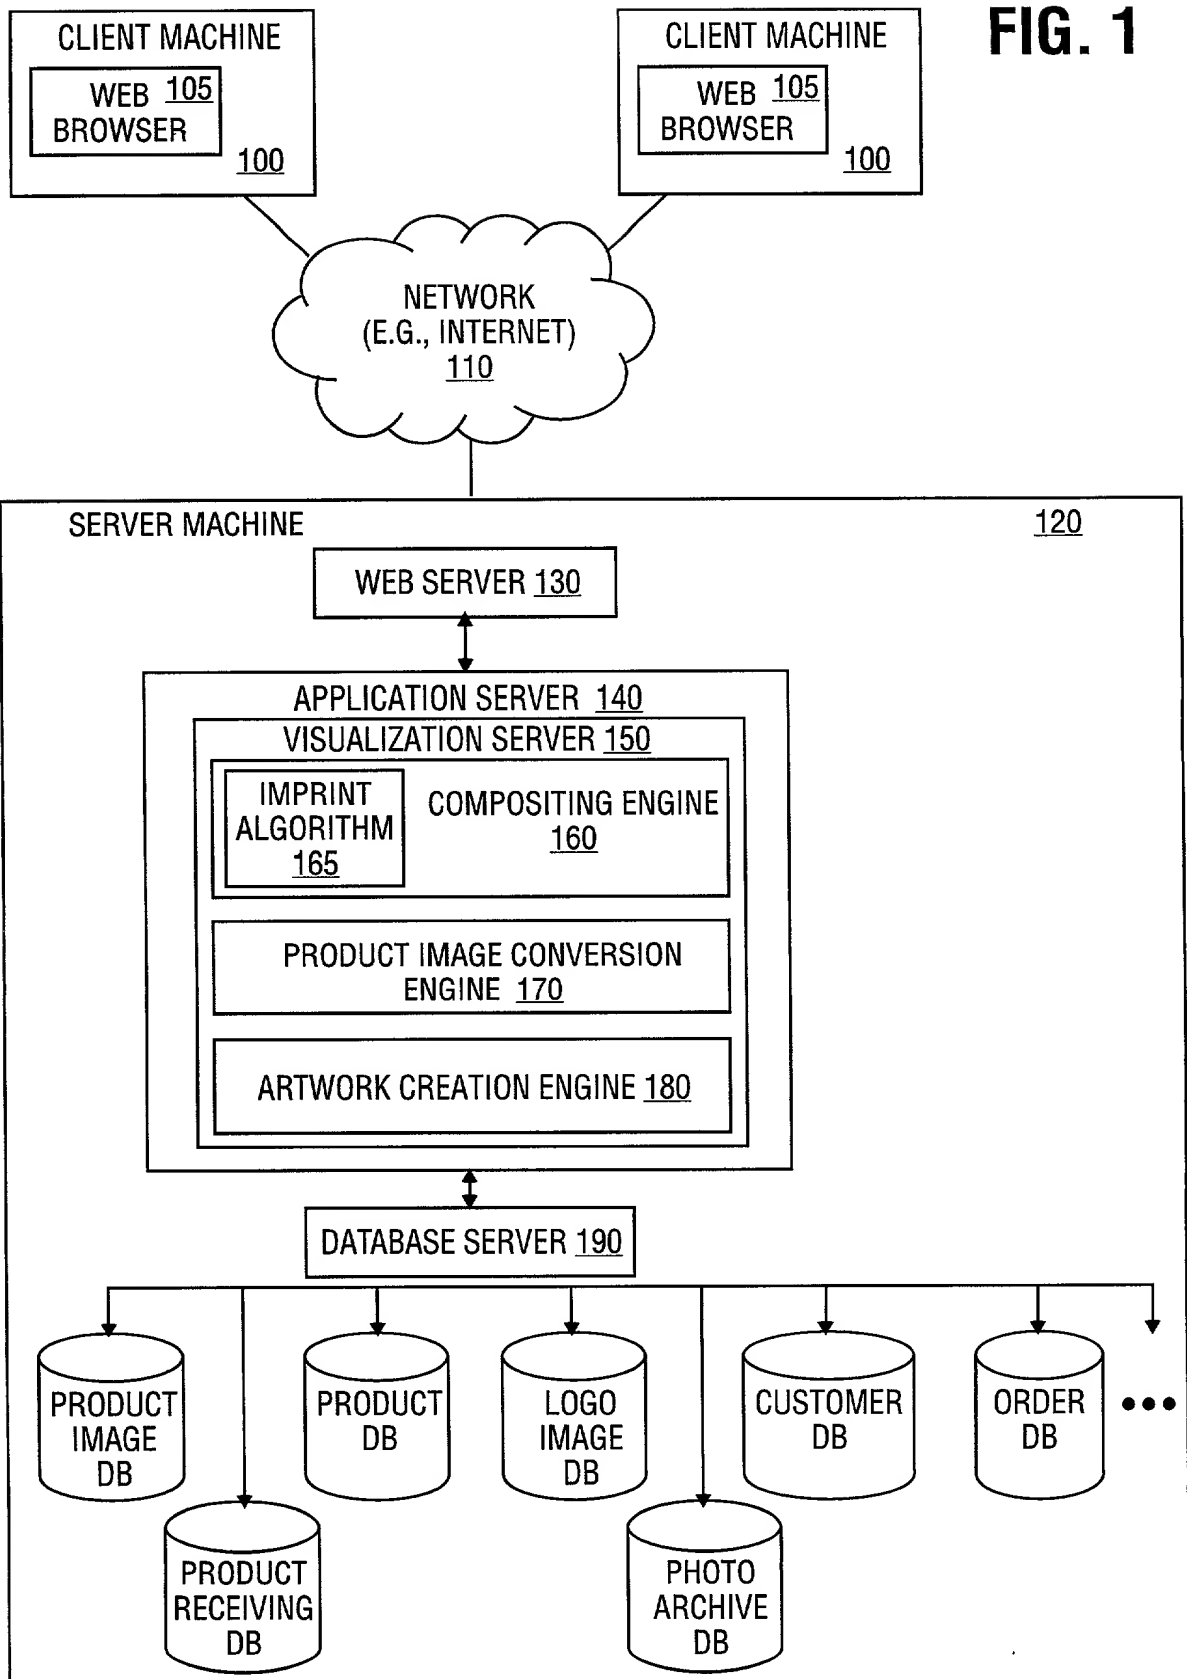 FIG. 1
CLIENT MACHINE
WEB 105
BROWSER
100
CLIENT MACHINE
WEB 105
BROWSER
100
NETWORK
(E.G., INTERNET)
110
SERVER MACHINE
120
WEB SERVER 130
APPLICATION SERVER 140
VISUALIZATION SERVER 150
IMPRINT
ALGORITHM
165
COMPOSITING ENGINE
160
PRODUCT IMAGE CONVERSION
ENGINE 170
ARTWORK CREATION ENGINE 180
DATABASE SERVER 190
PRODUCT
IMAGE
DB
PRODUCT
DB
LOGO
IMAGE
DB
CUSTOMER
DB
ORDER
DB
PRODUCT
RECEIVING
DB
PHOTO
ARCHIVE
DB